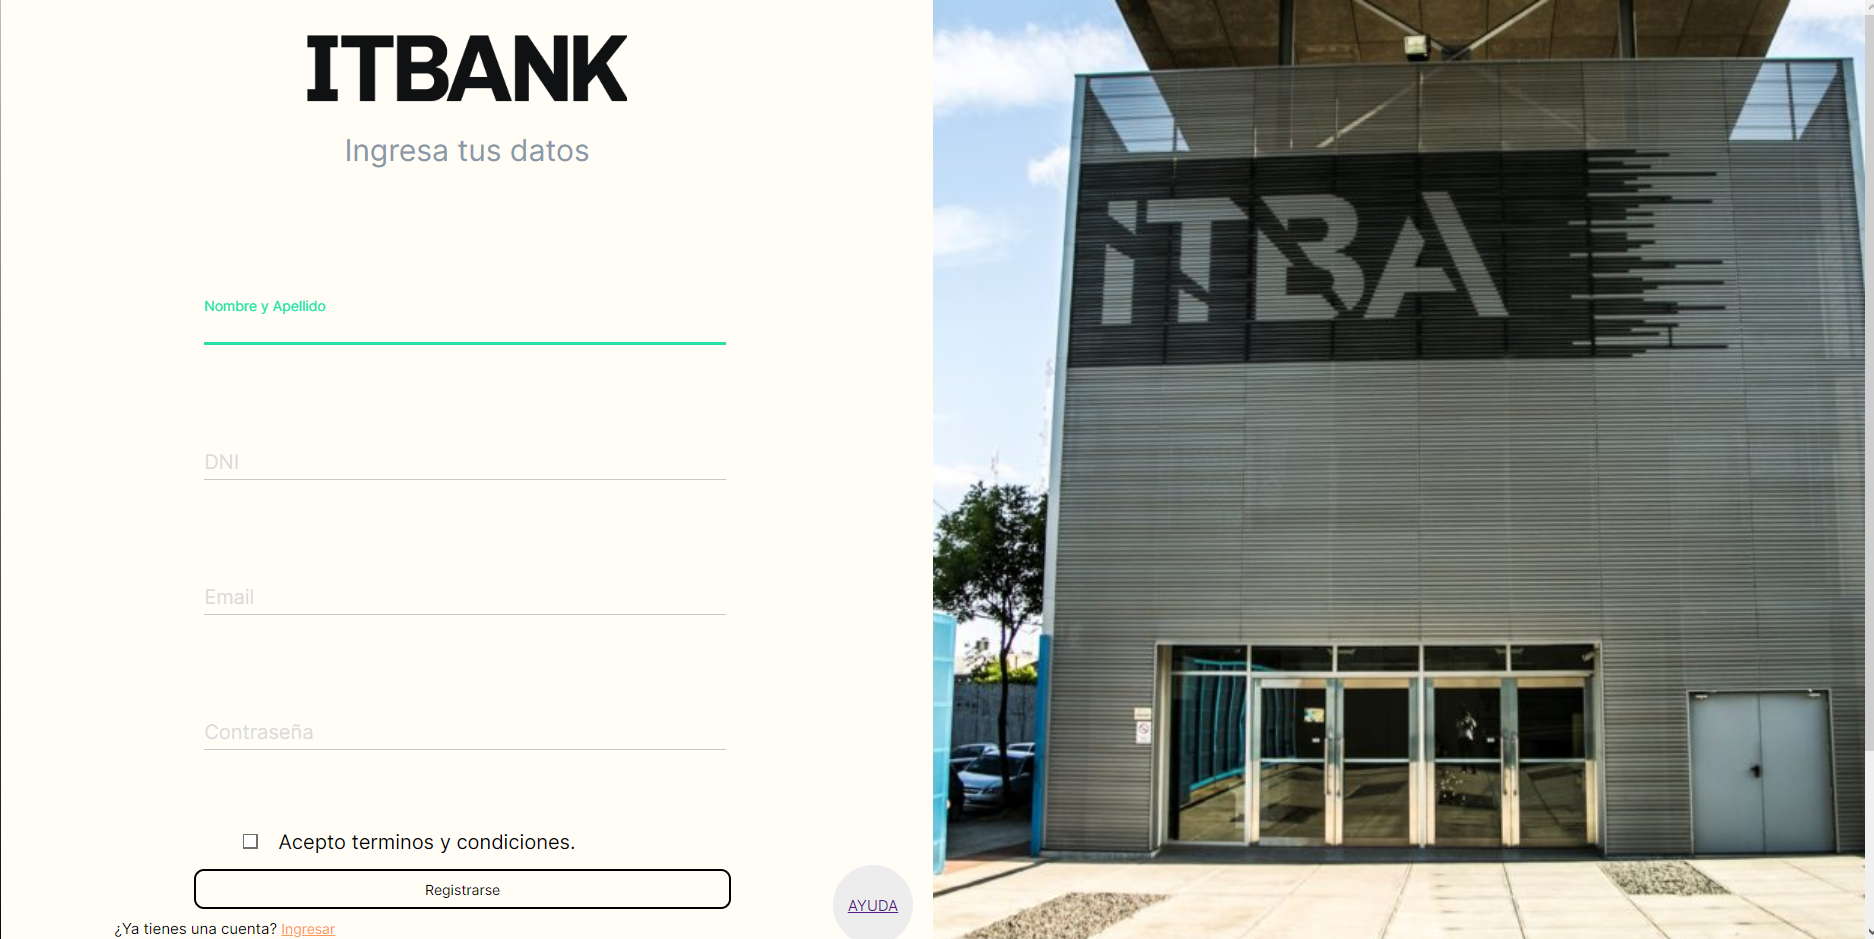 ITBANK
Ingresa tus datos
Nombre y Apellido
DNI
Email
Contraseña
Acepto terminos y condiciones.
Registrarse
¿Ya tienes una cuenta? Ingresar
AYUDA
ITBA